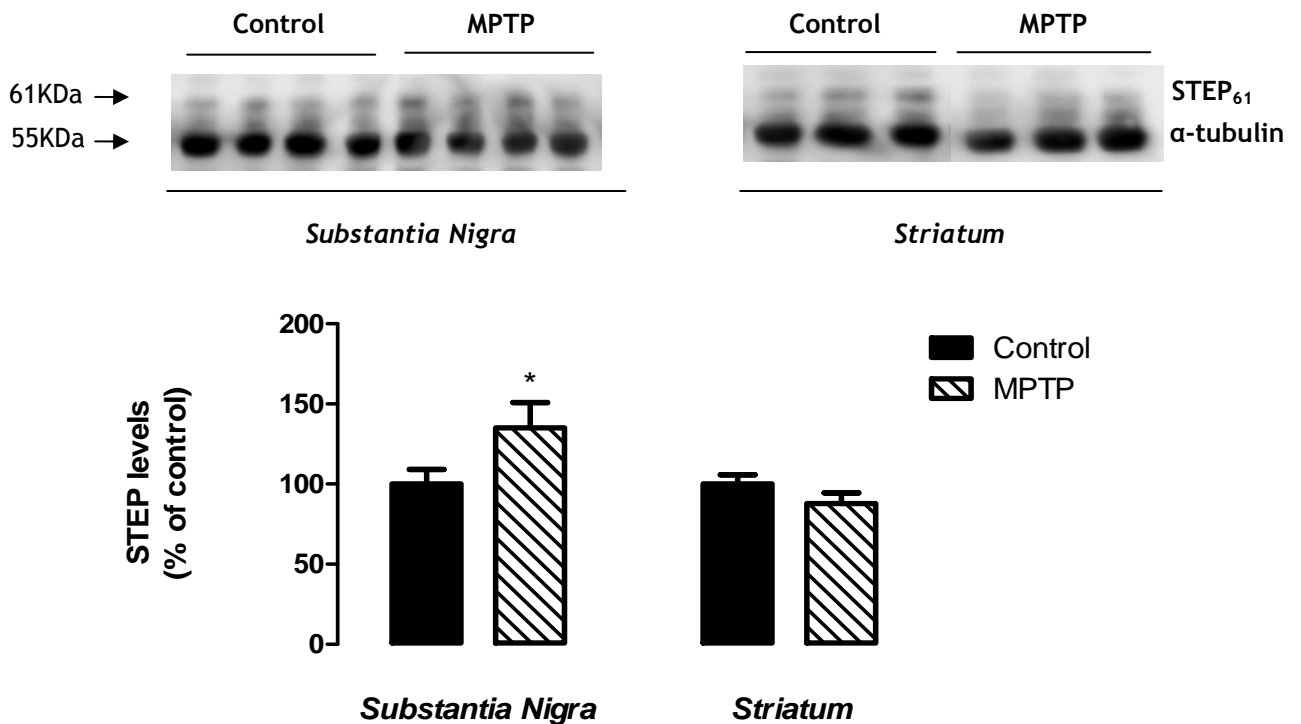 Control MPTP Control MPTP
61KDa → STEP₆₁
55KDa → α-tubulin
Substantia Nigra Striatum
200
150
100
50
0
*
STEP levels
(% of control)
Control
MPTP
Substantia Nigra Striatum